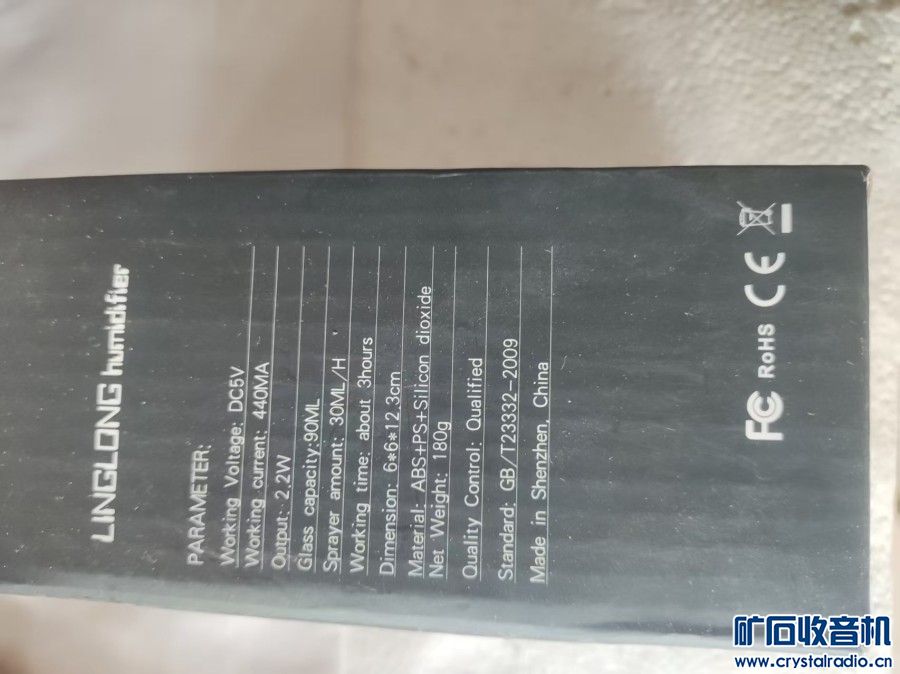 LINGLONG humidifier
PARAMETER:
Working Voltage: DC5V
Working current: 440MA
Output: 2.2W
Glass capacity:90ML
Sprayer amount: 30ML/H
Working time: about 3hours
Dimension: 6*6*12.3cm
Material: ABS+PS+Silicon dioxide
Net Weight: 180g
Quality Control: Qualified
Standard: GB/T23332-2009
Made in Shenzhen, China
FC RoHS CE
矿石收音机
www.crystalradio.cn